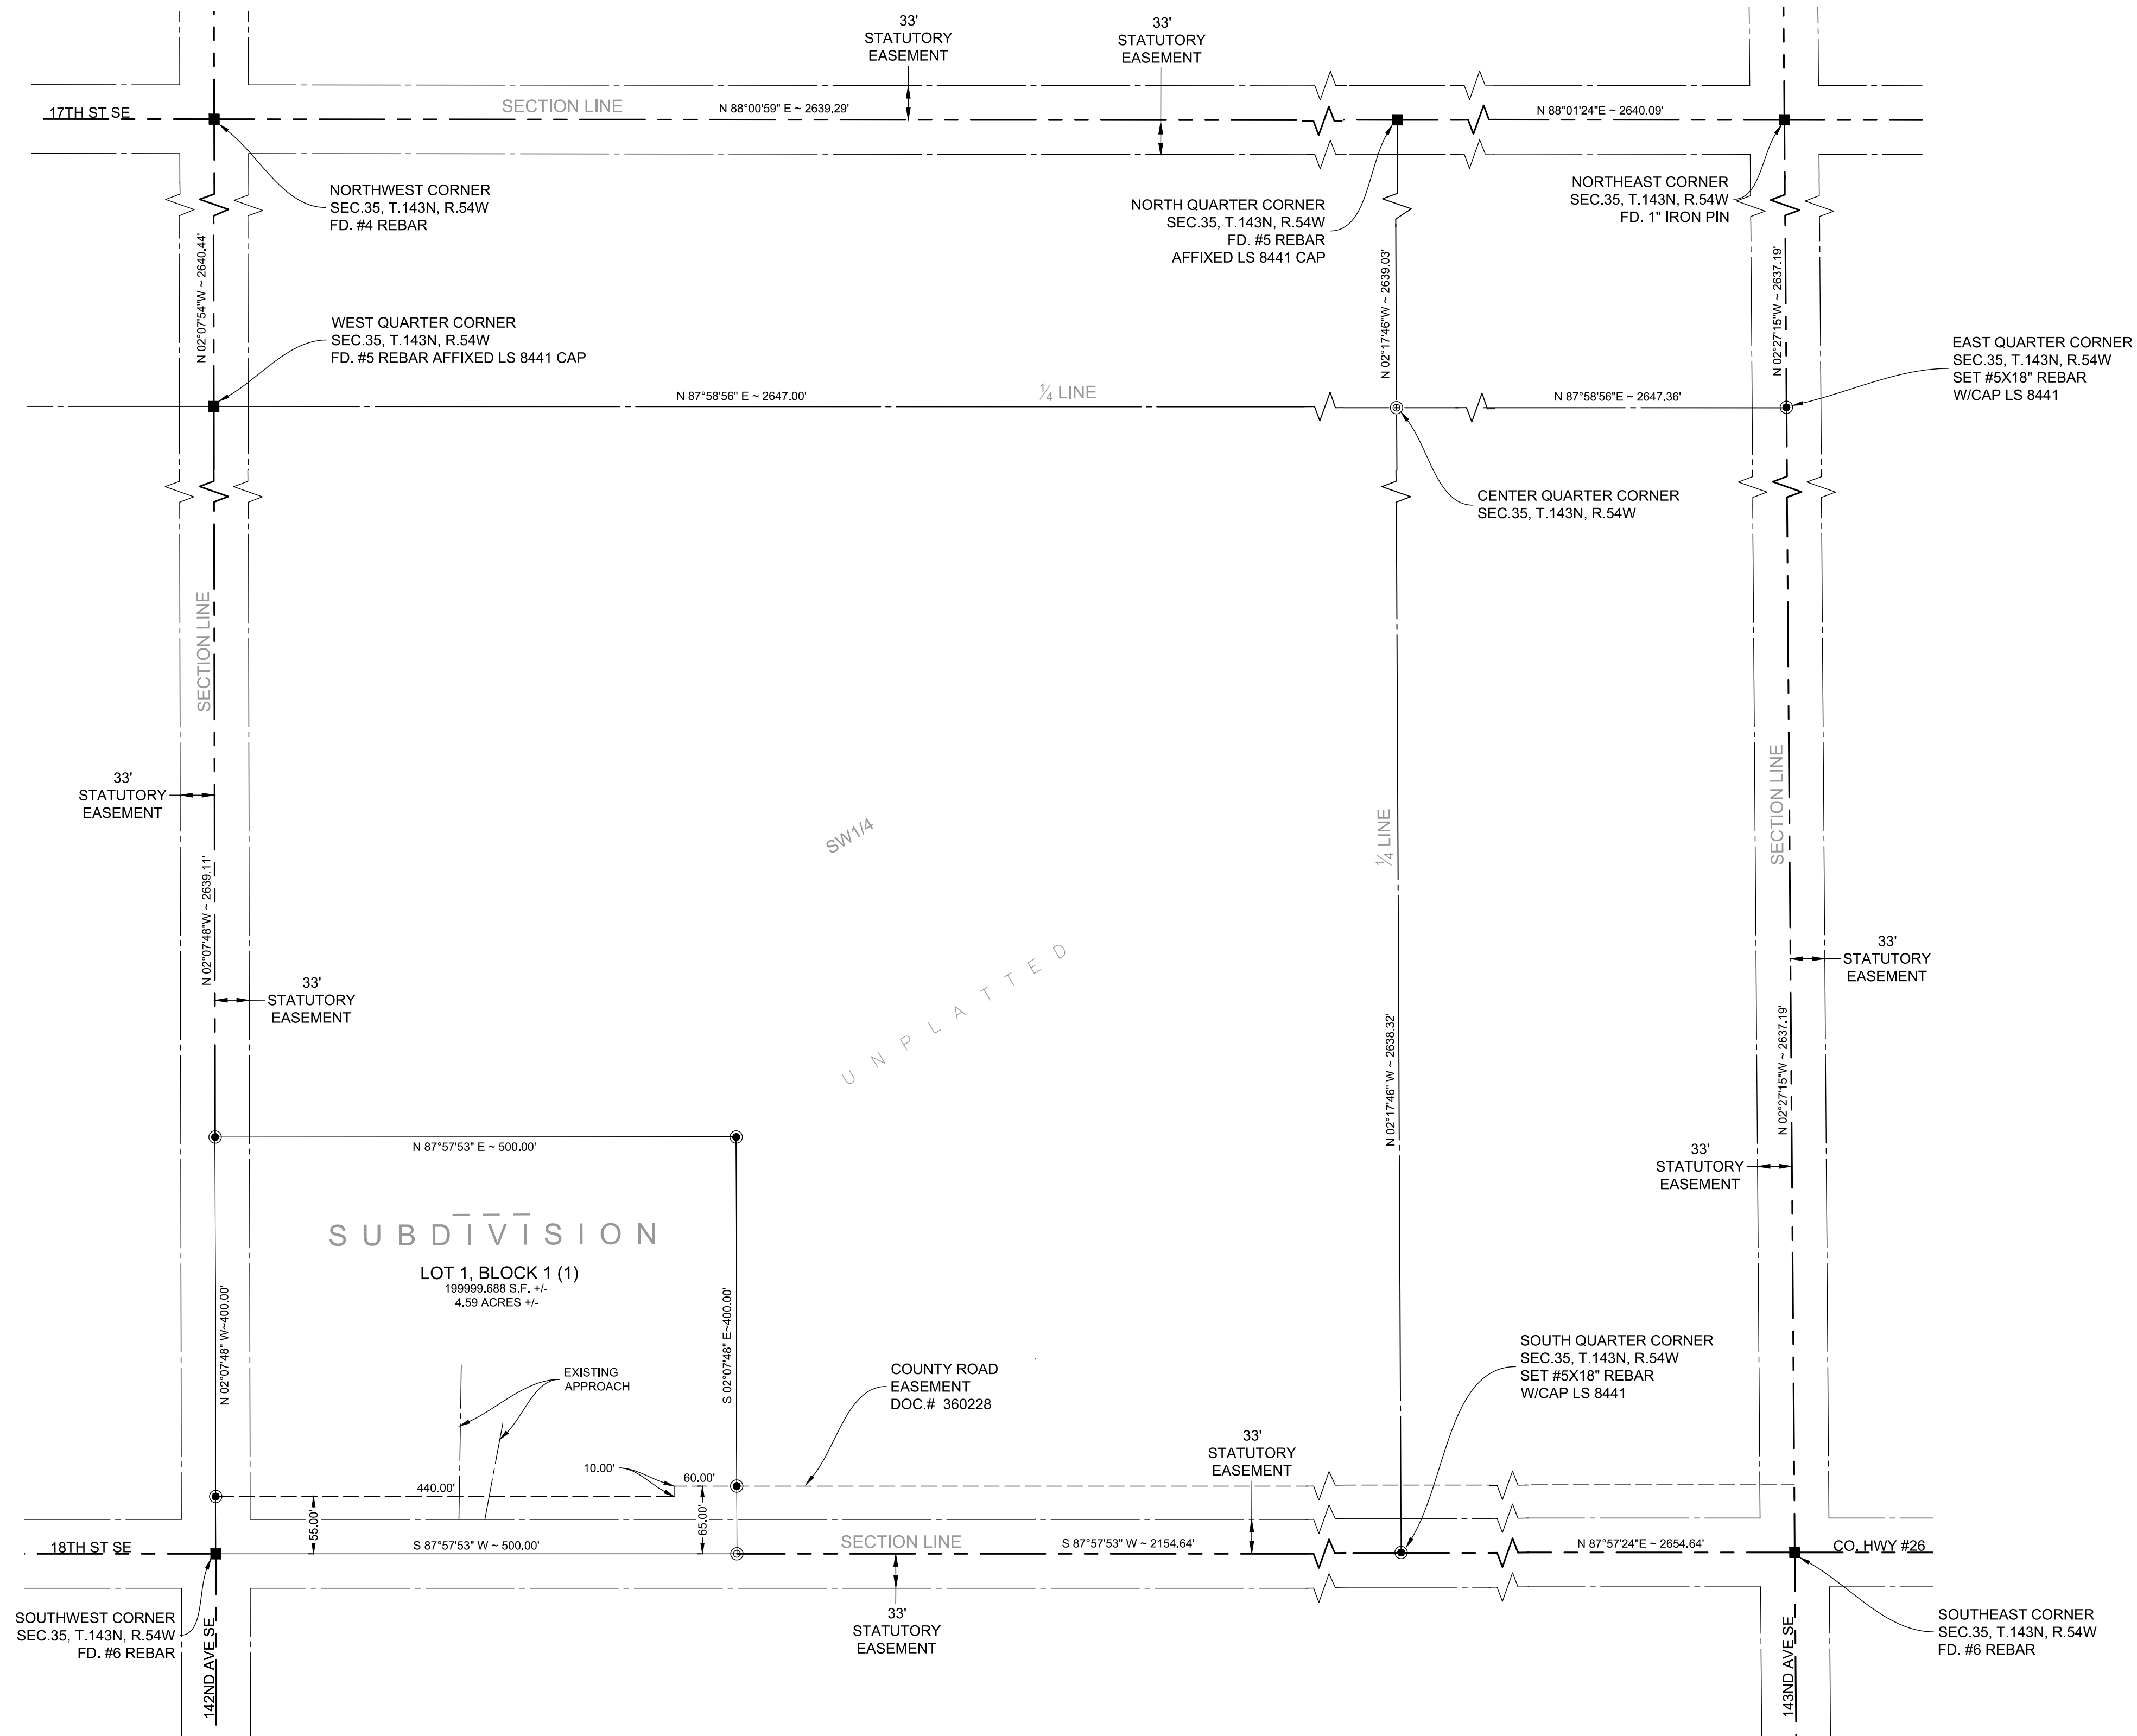 33'
STATUTORY
EASEMENT
33'
STATUTORY
EASEMENT
17TH ST SE
SECTION LINE
N 88°00'59" E ~ 2639.29'
N 88°01'24"E ~ 2640.09'
NORTHWEST CORNER
SEC.35, T.143N, R.54W
FD. #4 REBAR
NORTH QUARTER CORNER
SEC.35, T.143N, R.54W
FD. #5 REBAR
AFFIXED LS 8441 CAP
NORTHEAST CORNER
SEC.35, T.143N, R.54W
FD. 1" IRON PIN
N 02°07'54"W ~ 2640.44'
N 02°17'46"W ~ 2639.03'
N 02°27'15"W ~ 2637.19'
WEST QUARTER CORNER
SEC.35, T.143N, R.54W
FD. #5 REBAR AFFIXED LS 8441 CAP
EAST QUARTER CORNER
SEC.35, T.143N, R.54W
SET #5X18" REBAR
W/CAP LS 8441
N 87°58'56" E ~ 2647.00'
¼ LINE
N 87°58'56"E ~ 2647.36'
CENTER QUARTER CORNER
SEC.35, T.143N, R.54W
SECTION LINE
33'
STATUTORY
EASEMENT
SW1/4
¼ LINE
SECTION LINE
N 02°07'48"W ~ 2639.11'
33'
STATUTORY
EASEMENT
33'
STATUTORY
EASEMENT
UNPLATTED
N 02°17'46" W ~ 2638.32'
N 02°27'15"W ~ 2637.19'
N 87°57'53" E ~ 500.00'
33'
STATUTORY
EASEMENT
SUBDIVISION
LOT 1, BLOCK 1 (1)
199999.688 S.F. +/-
4.59 ACRES +/-
N 02°07'48" W~400.00'
S 02°07'48" E~400.00'
EXISTING
APPROACH
COUNTY ROAD
EASEMENT
DOC.# 360228
SOUTH QUARTER CORNER
SEC.35, T.143N, R.54W
SET #5X18" REBAR
W/CAP LS 8441
33'
STATUTORY
EASEMENT
10.00'
60.00'
440.00'
55.00'
65.00'
18TH ST SE
S 87°57'53" W ~ 500.00'
SECTION LINE
S 87°57'53" W ~ 2154.64'
N 87°57'24"E ~ 2654.64'
CO. HWY #26
SOUTHWEST CORNER
SEC.35, T.143N, R.54W
FD. #6 REBAR
142ND AVE SE
33'
STATUTORY
EASEMENT
143ND AVE SE
SOUTHEAST CORNER
SEC.35, T.143N, R.54W
FD. #6 REBAR